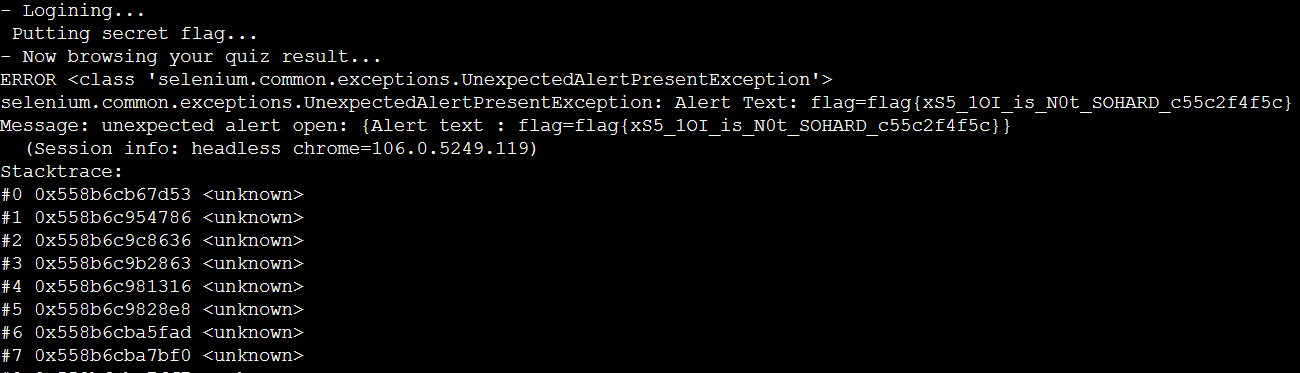 - Logining...
Putting secret flag...
- Now browsing your quiz result...
ERROR <class 'selenium.common.exceptions.UnexpectedAlertPresentException'>
selenium.common.exceptions.UnexpectedAlertPresentException: Alert Text: flag=flag{xS5_1OI_is_N0t_SOHARD_c55c2f4f5c}
Message: unexpected alert open: {Alert text : flag=flag{xS5_1OI_is_N0t_SOHARD_c55c2f4f5c}}
(Session info: headless chrome=106.0.5249.119)
Stacktrace:
#0 0x558b6cb67d53 <unknown>
#1 0x558b6c954786 <unknown>
#2 0x558b6c9c8636 <unknown>
#3 0x558b6c9b2863 <unknown>
#4 0x558b6c981316 <unknown>
#5 0x558b6c9828e8 <unknown>
#6 0x558b6cba5fad <unknown>
#7 0x558b6cba7bf0 <unknown>